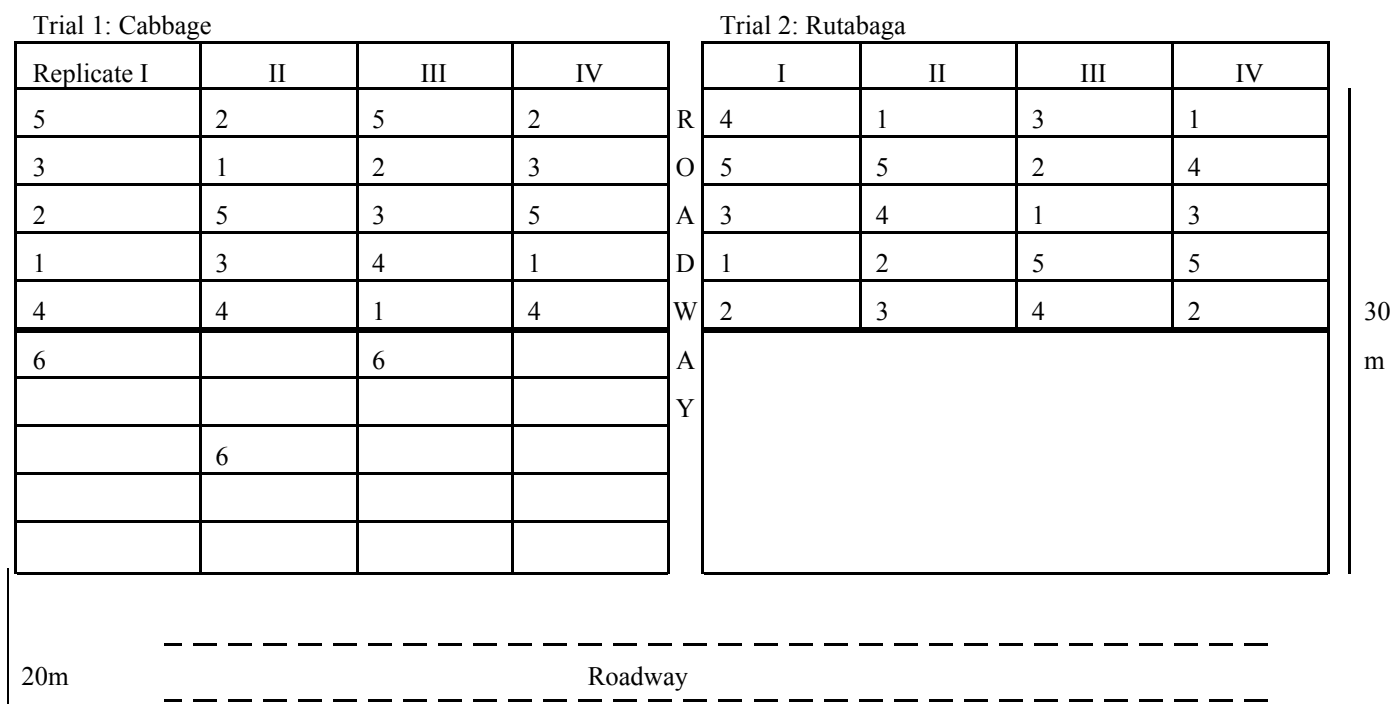 Trial 1: Cabbage Trial 2: Rutabaga
Replicate I II III IV I II III IV
5 2 5 2 R 4 1 3 1
3 1 2 3 O 5 5 2 4
2 5 3 5 A 3 4 1 3
1 3 4 1 D 1 2 5 5
4 4 1 4 W 2 3 4 2 30
6 6 A m
Y
6
20m Roadway